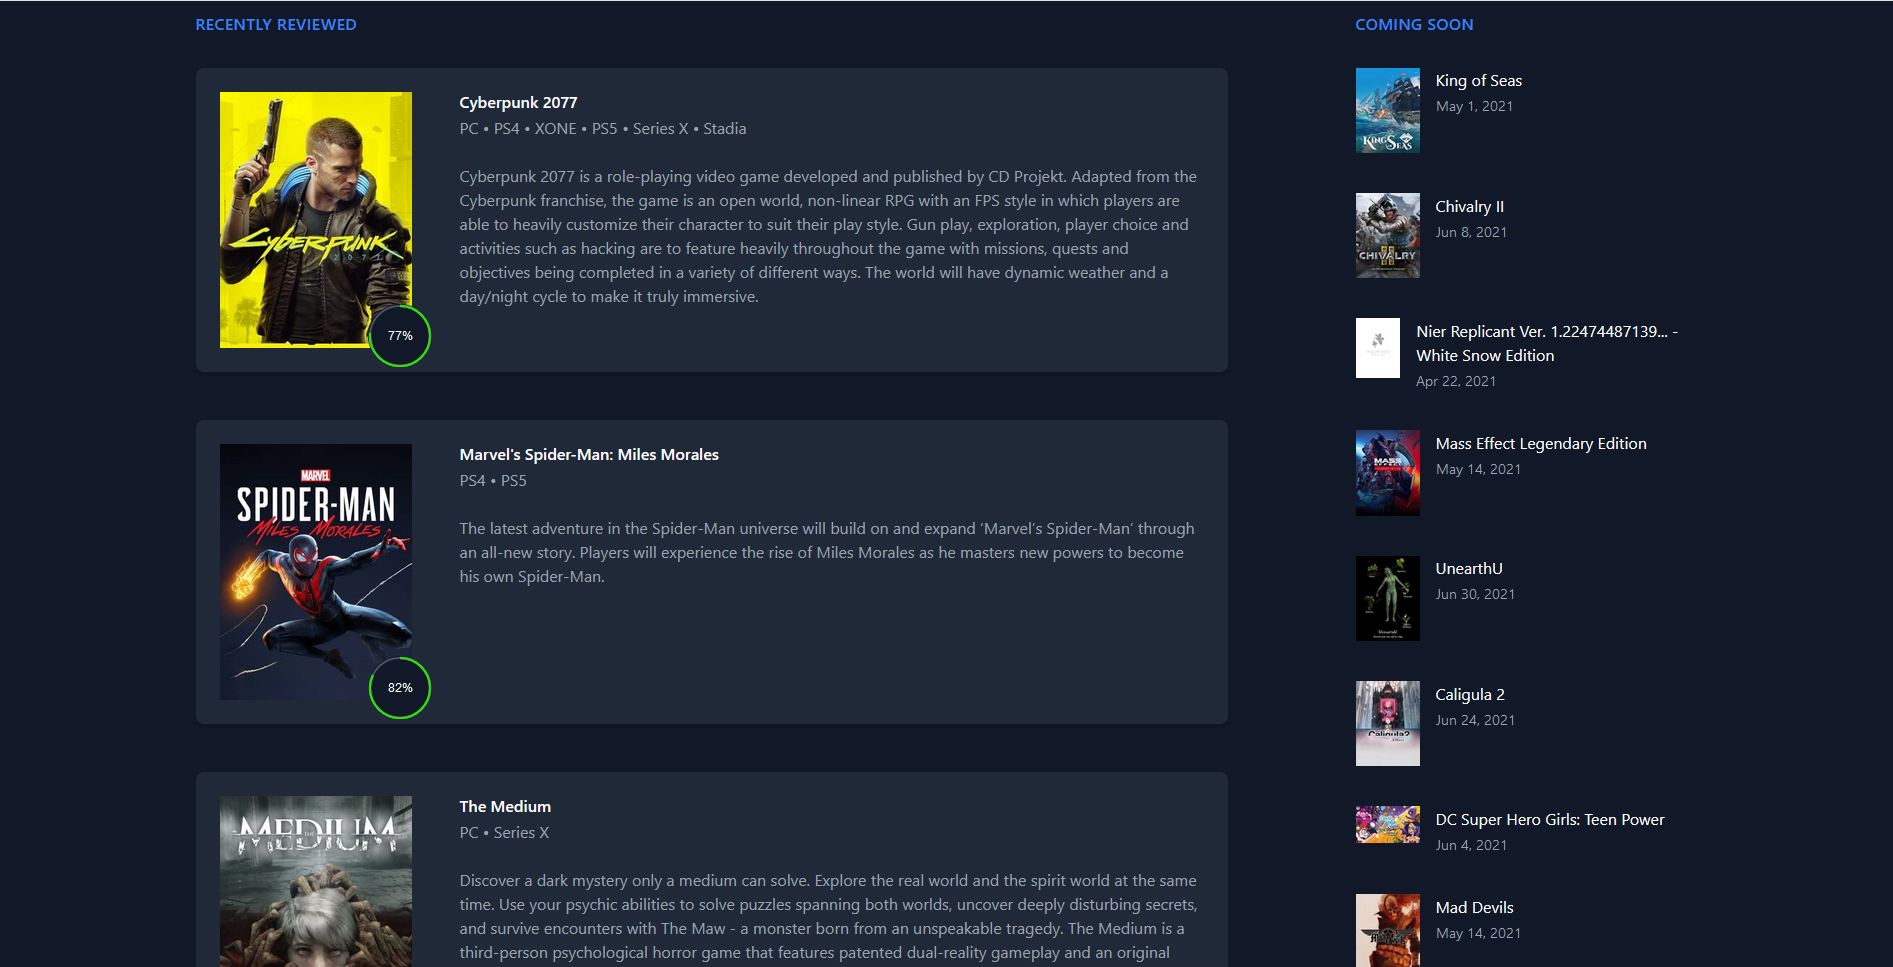 RECENTLY REVIEWED
CYBERPUNK
2077
77%
Cyberpunk 2077
PC • PS4 • XONE • PS5 • Series X • Stadia
Cyberpunk 2077 is a role-playing video game developed and published by CD Projekt. Adapted from the
Cyberpunk franchise, the game is an open world, non-linear RPG with an FPS style in which players are
able to heavily customize their character to suit their play style. Gun play, exploration, player choice and
activities such as hacking are to feature heavily throughout the game with missions, quests and
objectives being completed in a variety of different ways. The world will have dynamic weather and a
day/night cycle to make it truly immersive.
MARVEL
SPIDER-MAN
MILES MORALES
82%
Marvel's Spider-Man: Miles Morales
PS4 • PS5
The latest adventure in the Spider-Man universe will build on and expand ‘Marvel’s Spider-Man’ through
an all-new story. Players will experience the rise of Miles Morales as he masters new powers to become
his own Spider-Man.
THE
MEDIUM
The Medium
PC • Series X
Discover a dark mystery only a medium can solve. Explore the real world and the spirit world at the same
time. Use your psychic abilities to solve puzzles spanning both worlds, uncover deeply disturbing secrets,
and survive encounters with The Maw - a monster born from an unspeakable tragedy. The Medium is a
third-person psychological horror game that features patented dual-reality gameplay and an original
COMING SOON
KING SEAS
King of Seas
May 1, 2021
CHIVALRY
Chivalry II
Jun 8, 2021
Nier Replicant Ver. 1.22474487139... -
White Snow Edition
Apr 22, 2021
MASS EFFECT
Mass Effect Legendary Edition
May 14, 2021
UnearthU
UnearthU
Jun 30, 2021
Caligula2
Caligula 2
Jun 24, 2021
DC Super Hero Girls: Teen Power
Jun 4, 2021
Mad Devils
May 14, 2021